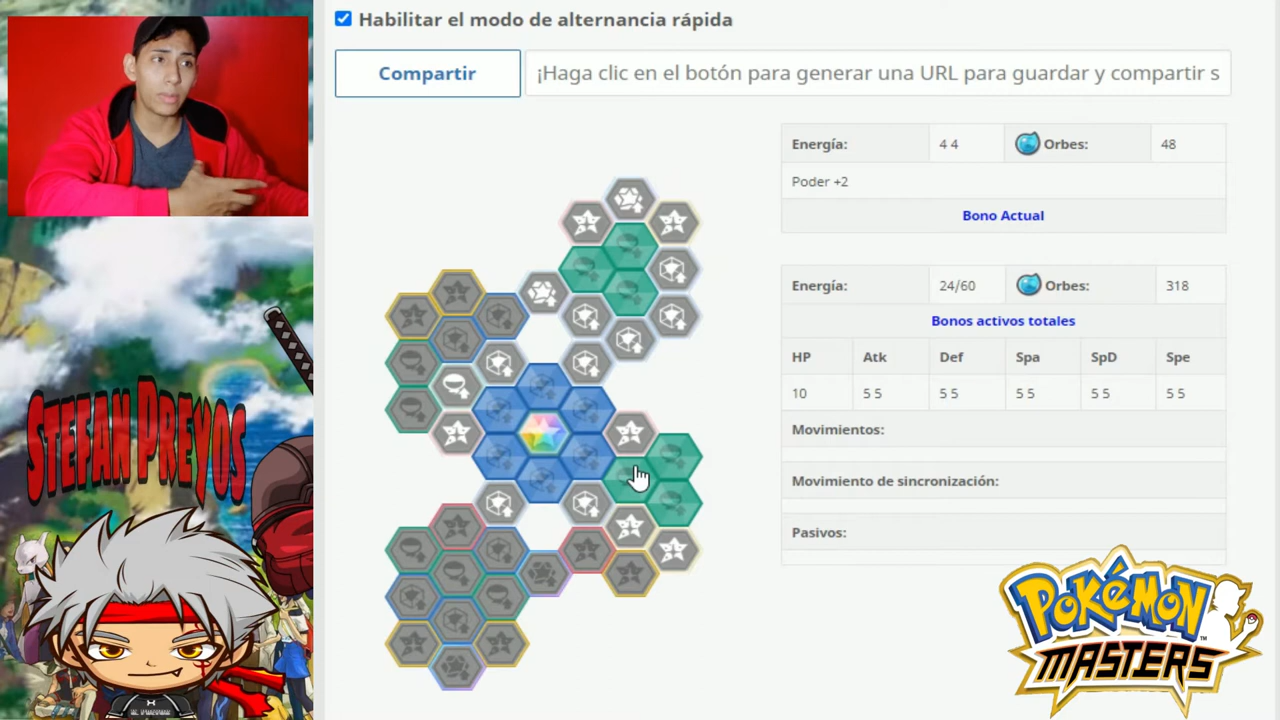 Habilitar el modo de alternancia rápida
Compartir
¡Haga clic en el botón para generar una URL para guardar y compartir s
Energía: 4 4 Orbes: 48
Poder +2
Bono Actual
Energía: 24/60 Orbes: 318
Bonos activos totales
HP Atk Def Spa SpD Spe
10 5 5 5 5 5 5 5 5 5 5
Movimientos:
Movimiento de sincronización:
Pasivos:
STEFAN PREYOS
POKéMON
MASTERS